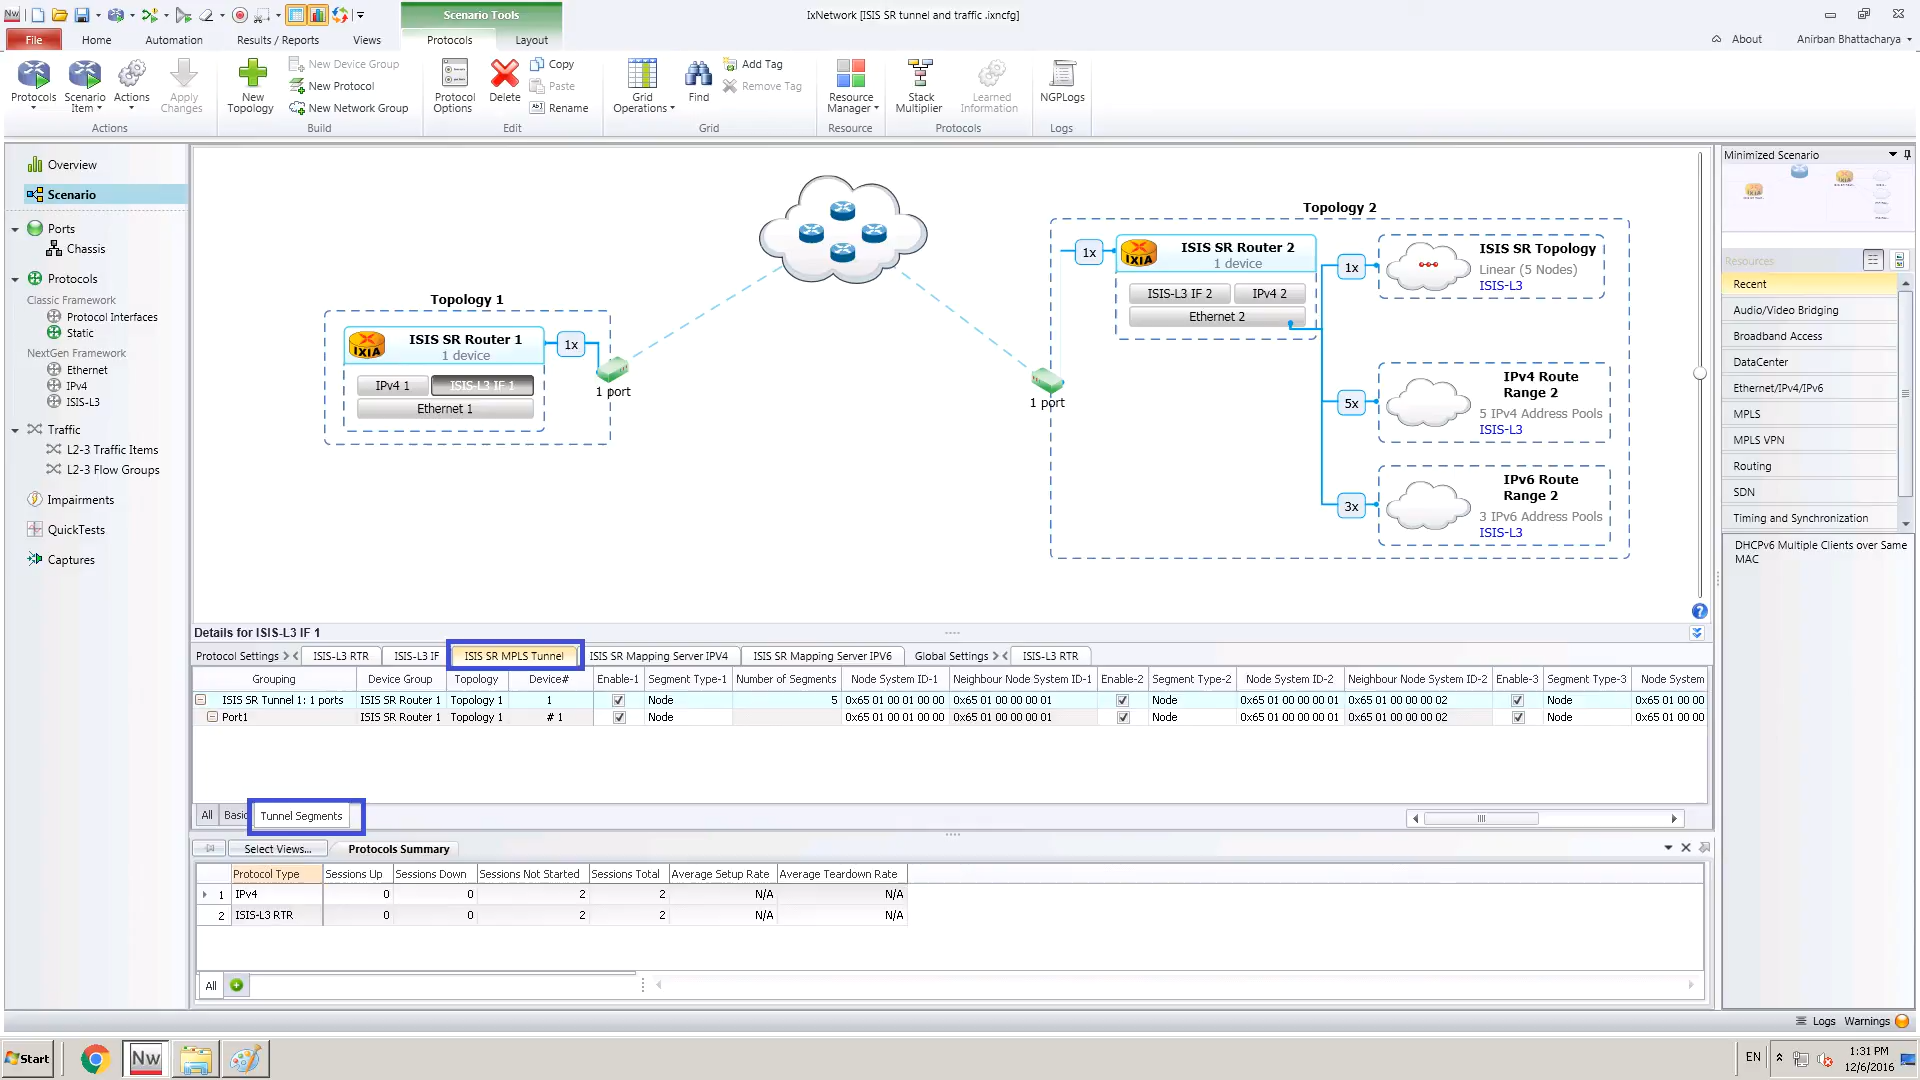 Nw
Scenario Tools
IxNetwork [ISIS SR tunnel and traffic .ixncfg]
File
Home
Automation
Results / Reports
Views
Protocols
Layout
About
Anirban Bhattacharya
Protocols
Scenario Item
Actions
Apply Changes
Actions
New Topology
New Device Group
New Protocol
New Network Group
Build
Protocol Options
Delete
Copy
Paste
Rename
Edit
Grid Operations
Find
Add Tag
Remove Tag
Grid
Resource Manager
Resource
Stack Multiplier
Learned Information
Protocols
NGPLogs
Logs
Overview
Scenario
Ports
Chassis
Protocols
Classic Framework
Protocol Interfaces
Static
NextGen Framework
Ethernet
IPv4
ISIS-L3
Traffic
L2-3 Traffic Items
L2-3 Flow Groups
Impairments
QuickTests
Captures
Topology 1
IXIA
ISIS SR Router 1
1 device
1x
IPv4 1
ISIS-L3 IF 1
Ethernet 1
1 port
1 port
Topology 2
1x
IXIA
ISIS SR Router 2
1 device
ISIS-L3 IF 2
IPv4 2
Ethernet 2
1x
ISIS SR Topology
Linear (5 Nodes)
ISIS-L3
5x
IPv4 Route
Range 2
5 IPv4 Address Pools
ISIS-L3
3x
IPv6 Route
Range 2
3 IPv6 Address Pools
ISIS-L3
Minimized Scenario
Resources
Recent
Audio/Video Bridging
Broadband Access
DataCenter
Ethernet/IPv4/IPv6
MPLS
MPLS VPN
Routing
SDN
Timing and Synchronization
DHCPv6 Multiple Clients over Same
MAC
Details for ISIS-L3 IF 1
Protocol Settings
ISIS-L3 RTR
ISIS-L3 IF
ISIS SR MPLS Tunnel
ISIS SR Mapping Server IPV4
ISIS SR Mapping Server IPV6
Global Settings
ISIS-L3 RTR
Grouping Device Group Topology Device# Enable-1 Segment Type-1 Number of Segments Node System ID-1 Neighbour Node System ID-1 Enable-2 Segment Type-2 Node System ID-2 Neighbour Node System ID-2 Enable-3 Segment Type-3 Node System
ISIS SR Tunnel 1: 1 ports ISIS SR Router 1 Topology 1 1 Node 5 0x65 01 00 01 00 00 0x65 01 00 00 00 01 Node 0x65 01 00 00 00 01 0x65 01 00 00 00 02 Node 0x65 01 00 00
Port1 ISIS SR Router 1 Topology 1 # 1 Node 0x65 01 00 01 00 00 0x65 01 00 00 00 01 Node 0x65 01 00 00 00 01 0x65 01 00 00 00 02 Node 0x65 01 00 00
All
Basic
Tunnel Segments
Select Views...
Protocols Summary
Protocol Type Sessions Up Sessions Down Sessions Not Started Sessions Total Average Setup Rate Average Teardown Rate
1 IPv4 0 0 2 2 N/A N/A
2 ISIS-L3 RTR 0 0 2 2 N/A N/A
All
Logs
Warnings
Start
Nw
EN
1:31 PM
12/6/2016